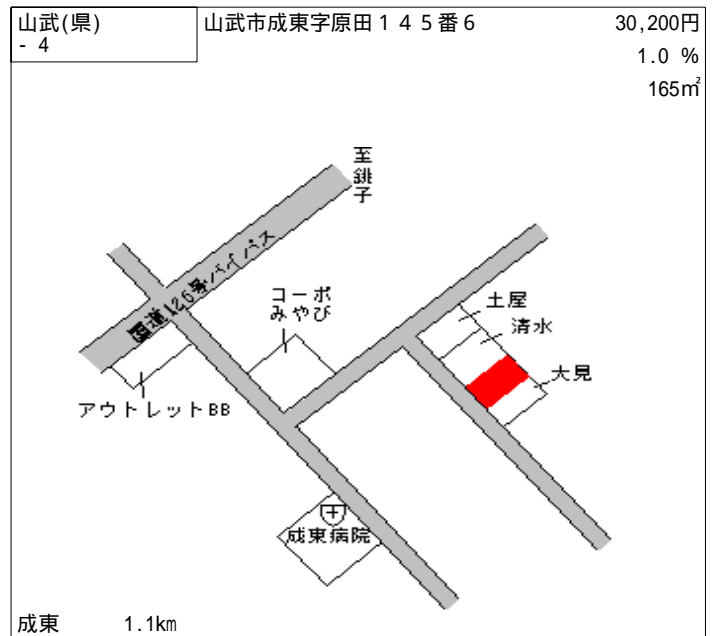 山武(県)
- 4
山武市成東字原田１４５番６
30,200円
1.0 %
165㎡
至銚子
国道126号バイパス
コーポ
みやび
土屋
清水
大見
アウトレットBB
成東病院
成東 1.1km